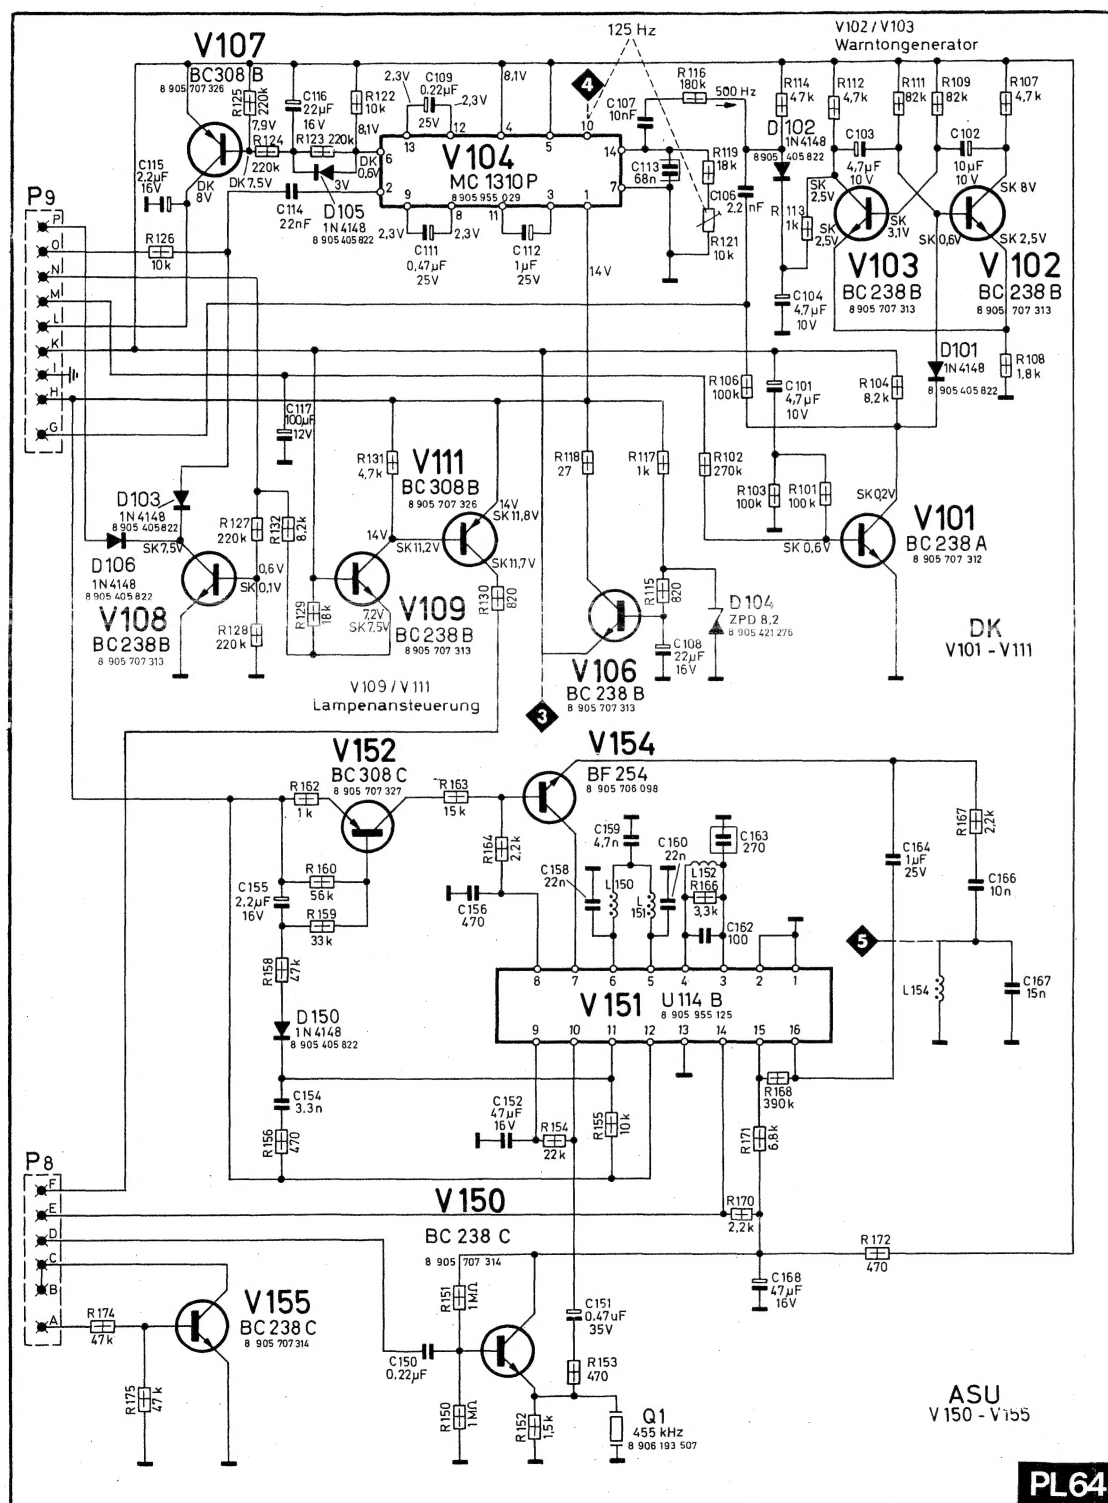 V107
BC308 B
8 905 707 326
R125
220k
7,9V
R124
220k
DK 7,5V
DK
8V
C115
2.2µF
16V
C116
22µF
16V
R122
10k
8,1V
R123 220k
DK
0,6V
3V
C114
22nF
D105
1N4148
8 905 405 822
2,3V
C109
0.22µF
25V
2,3V
8,1V
13
12
4
5
10
6
2
14
7
9
8
11
3
1
V104
MC 1310P
8 905 955 029
2,3V
C111
0,47µF
25V
2,3V
C112
1µF
25V
14V
4
125 Hz
C107
10nF
R116
180k
500 Hz
C113
68n
R119
18k
C106
2,2 nF
R121
10k
V102/V103
Warntongenerator
R114
47k
R112
4,7k
R111
82k
R109
82k
R107
4,7k
D102
1N4148
8 905 405 822
C103
4,7µF
10V
C102
10µF
10V
R113
1k
SK
2,5V
SK
2,5V
SK
3,1V
SK 0,6V
SK 8V
SK 2,5V
C104
4,7µF
10V
V103
BC 238 B
8 905 707 313
V102
BC 238 B
8 905 707 313
D101
1N4148
8 905 405 822
R108
1,8k
P9
P
O
N
M
L
K
I
H
G
R126
10k
C117
100µF
12V
R106
100k
C101
4,7µF
10V
R104
8,2k
D103
1N4148
8 905 405 822
D106
1N4148
8 905 405 822
SK 7,5V
V108
BC238B
8 905 707 313
R127
220k
R132
8,2k
0,6V
SK 0,1V
R128
220k
R131
4.7k
R129
18k
V111
BC 308 B
8 905 707 326
14V
SK 11,2V
14V
SK 11,8V
SK 11,7V
R130
820
7,2V
SK 7,5V
V109
BC 238 B
8 905 707 313
V109 / V111
Lampenansteuerung
R118
27
R117
1k
R102
270k
R103
100k
R101
100k
SK 0,2V
SK 0,6V
V101
BC 238 A
8 905 707 312
R115
820
D104
ZPD 8,2
8 905 421 276
C108
22µF
16V
V106
BC 238 B
8 905 707 313
3
DK
V101 - V111
V152
BC 308 C
8 905 707 327
R162
1k
R163
15k
V154
BF 254
8 905 706 098
R164
2,2k
R160
56k
R159
33k
C155
2,2µF
16V
R158
47k
D150
1N 4148
8 905 405 822
C154
3.3n
R156
470
C156
470
C158
22n
C159
4,7n
C160
22n
L150
L
151
L152
R166
3,3k
C163
270
C162
100
R167
2,2k
C164
1µF
25V
C166
10n
5
L154
C167
15n
8
7
6
5
4
3
2
1
V151
U114 B
8 905 955 125
9
10
11
12
13
14
15
16
C152
47µF
16V
R154
22k
R155
10k
R168
390k
R171
6.8k
R170
2,2k
R172
470
C168
47µF
16V
P8
F
E
D
C
B
A
R174
47k
R175
47k
V155
BC 238 C
8 905 707 314
V150
BC 238 C
8 905 707 314
R151
1MΩ
C150
0.22µF
R150
1MΩ
R152
1,5k
C151
0.47uF
35V
R153
470
Q1
455 kHz
8 906 193 507
ASU
V150 - V155
PL64